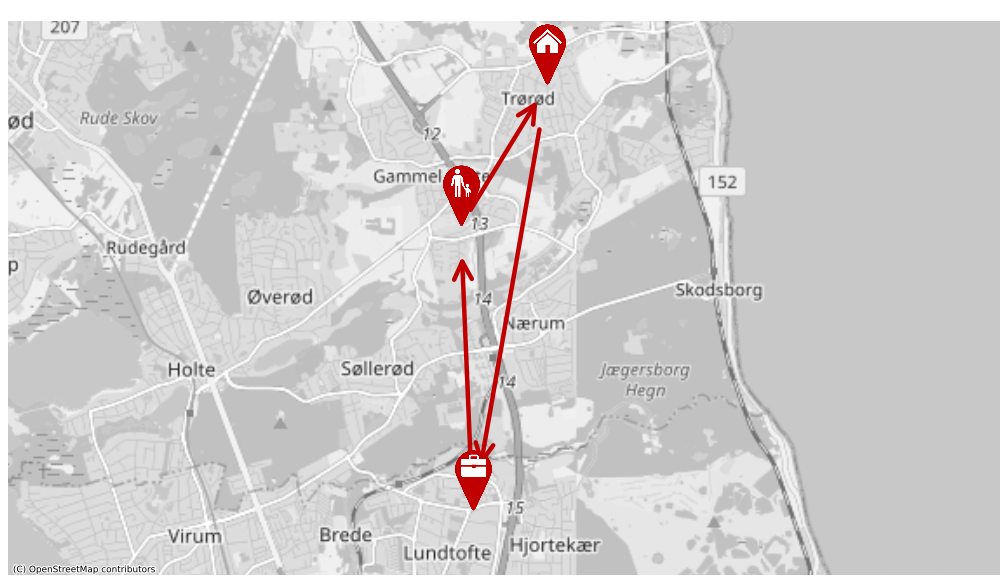 207
Trørød
ød
Rude Skov
12
Gammel
152
13
Rudegård
p
Skodsborg
Øverød
14
Nærum
Holte
Søllerød
Jægersborg
Hegn
14
15
Virum
Brede
Hjortekær
Lundtofte
(C) OpenStreetMap contributors